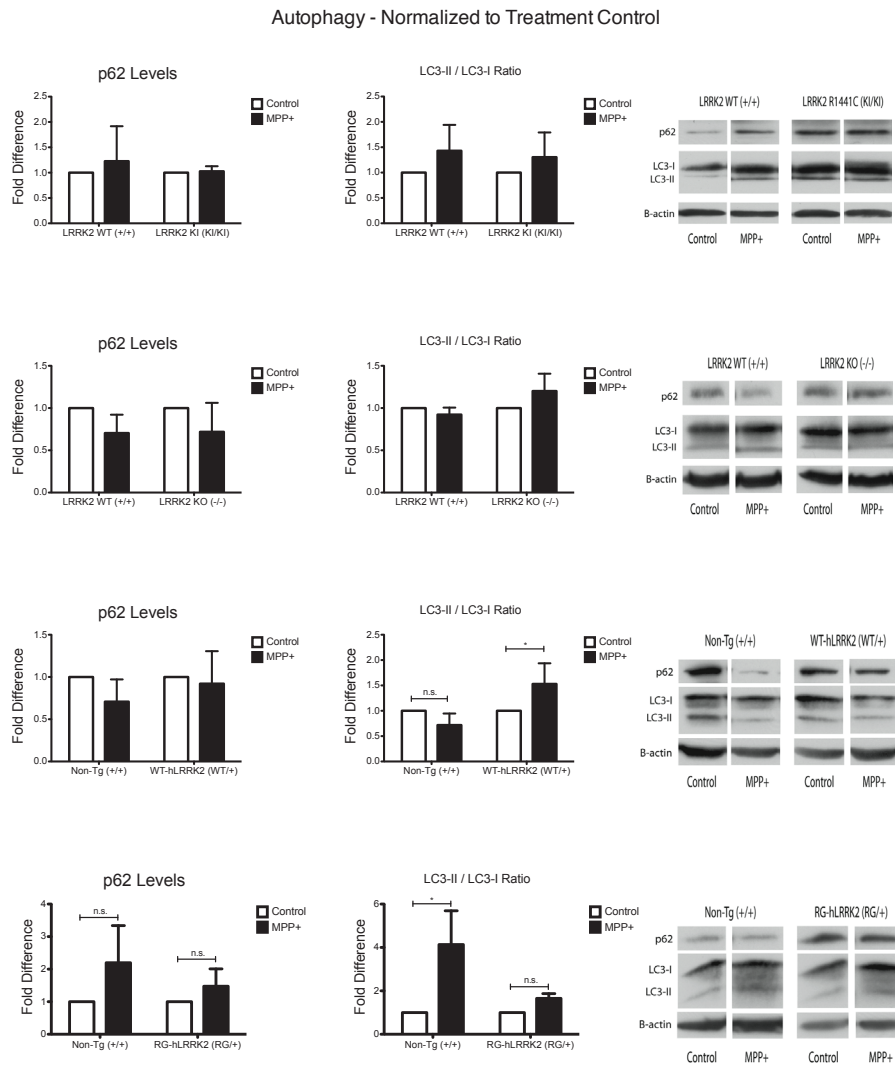 Autophagy - Normalized to Treatment Control
p62 Levels
Fold Difference
2.5
2.0
1.5
1.0
0.5
0.0
LRRK2 WT (+/+)
LRRK2 KI (KI/KI)
Control
MPP+
LC3-II / LC3-I Ratio
Fold Difference
2.5
2.0
1.5
1.0
0.5
0.0
LRRK2 WT (+/+)
LRRK2 KI (KI/KI)
Control
MPP+
LRRK2 WT (+/+)
LRRK2 R1441C (KI/KI)
p62
LC3-I
LC3-II
B-actin
Control
MPP+
Control
MPP+
p62 Levels
Fold Difference
1.5
1.0
0.5
0.0
LRRK2 WT (+/+)
LRRK2 KO (-/-)
Control
MPP+
LC3-II / LC3-I Ratio
Fold Difference
1.5
1.0
0.5
0.0
LRRK2 WT (+/+)
LRRK2 KO (-/-)
Control
MPP+
LRRK2 WT (+/+)
LRRK2 KO (-/-)
p62
LC3-I
LC3-II
B-actin
Control
MPP+
Control
MPP+
p62 Levels
Fold Difference
1.5
1.0
0.5
0.0
Non-Tg (+/+)
WT-hLRRK2 (WT/+)
Control
MPP+
LC3-II / LC3-I Ratio
Fold Difference
2.5
2.0
1.5
1.0
0.5
0.0
n.s.
*
Non-Tg (+/+)
WT-hLRRK2 (WT/+)
Control
MPP+
Non-Tg (+/+)
WT-hLRRK2 (WT/+)
p62
LC3-I
LC3-II
B-actin
Control
MPP+
Control
MPP+
p62 Levels
Fold Difference
4
3
2
1
0
n.s.
n.s.
Non-Tg (+/+)
RG-hLRRK2 (RG/+)
Control
MPP+
LC3-II / LC3-I Ratio
Fold Difference
6
4
2
0
*
n.s.
Non-Tg (+/+)
RG-hLRRK2 (RG/+)
Control
MPP+
Non-Tg (+/+)
RG-hLRRK2 (RG/+)
p62
LC3-I
LC3-II
B-actin
Control
MPP+
Control
MPP+